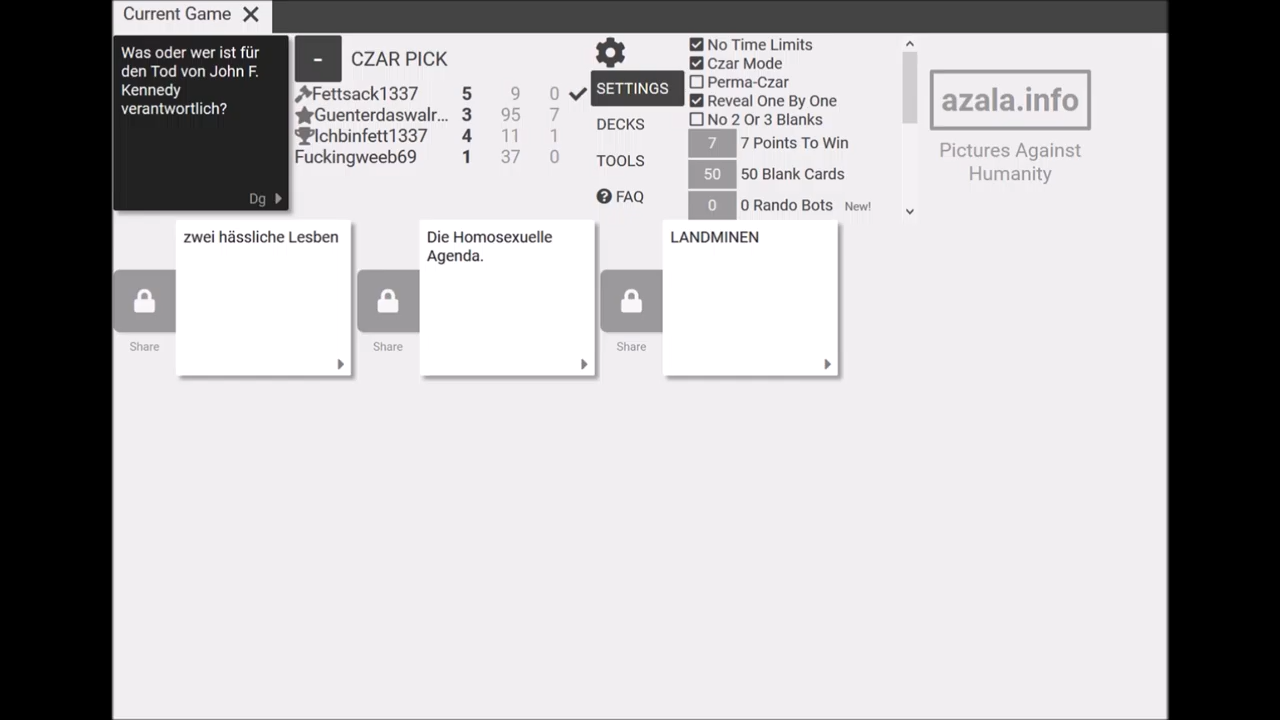 Current Game
Was oder wer ist für
den Tod von John F.
Kennedy
verantwortlich?
Dg
-
CZAR PICK
Fettsack1337 5 9 0
Guenterdaswalr... 3 95 7
Ichbinfett1337 4 11 1
Fuckingweeb69 1 37 0
SETTINGS
DECKS
TOOLS
FAQ
No Time Limits
Czar Mode
Perma-Czar
Reveal One By One
No 2 Or 3 Blanks
7 7 Points To Win
50 50 Blank Cards
0 0 Rando Bots New!
azala.info
Pictures Against
Humanity
Share
zwei hässliche Lesben
Share
Die Homosexuelle
Agenda.
Share
LANDMINEN